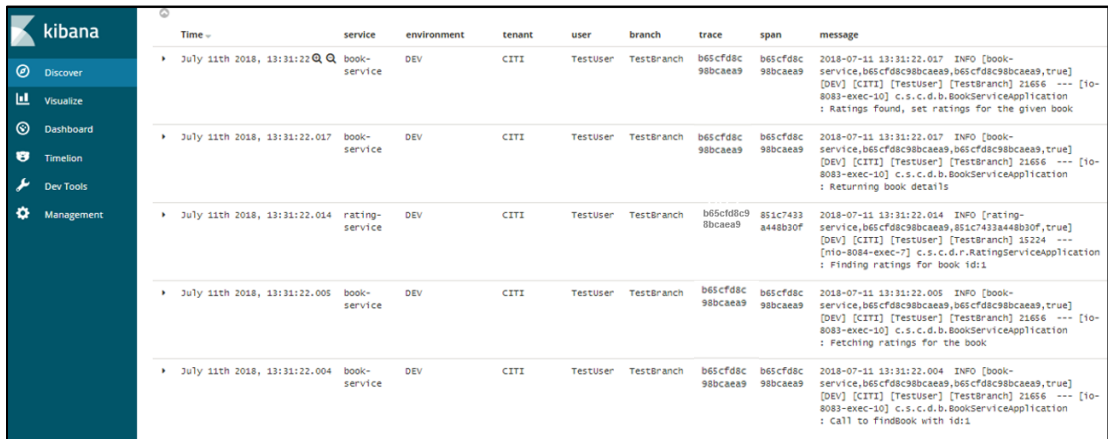 kibana
Discover
Visualize
Dashboard
Timelion
Dev Tools
Management
Time service environment tenant user branch trace span message
July 11th 2018, 13:31:22 book- DEV CITI TestUser TestBranch b65cfd8c b65cfd8c 2018-07-11 13:31:22.017 INFO [book-
service 98bcaea9 98bcaea9 service,b65cfd8c98bcaea9,b65cfd8c98bcaea9,true]
[DEV] [CITI] [TestUser] [TestBranch] 21656 --- [io-
8083-exec-10] c.s.c.d.b.BookServiceApplication
: Ratings found, set ratings for the given book
July 11th 2018, 13:31:22.017 book- DEV CITI TestUser TestBranch b65cfd8c b65cfd8c 2018-07-11 13:31:22.017 INFO [book-
service 98bcaea9 98bcaea9 service,b65cfd8c98bcaea9,b65cfd8c98bcaea9,true]
[DEV] [CITI] [TestUser] [TestBranch] 21656 --- [io-
8083-exec-10] c.s.c.d.b.BookServiceApplication
: Returning book details
July 11th 2018, 13:31:22.014 rating- DEV CITI TestUser TestBranch b65cfd8c9 851c7433 2018-07-11 13:31:22.014 INFO [rating-
service 8bcaea9 a448b30f service,b65cfd8c98bcaea9,851c7433a448b30f,true]
[DEV] [CITI] [TestUser] [TestBranch] 15224 ---
[nio-8084-exec-7] c.s.c.d.r.RatingServiceApplication
: Finding ratings for book id:1
July 11th 2018, 13:31:22.005 book- DEV CITI TestUser TestBranch b65cfd8c b65cfd8c 2018-07-11 13:31:22.005 INFO [book-
service 98bcaea9 98bcaea9 service,b65cfd8c98bcaea9,b65cfd8c98bcaea9,true]
[DEV] [CITI] [TestUser] [TestBranch] 21656 --- [io-
8083-exec-10] c.s.c.d.b.BookServiceApplication
: Fetching ratings for the book
July 11th 2018, 13:31:22.004 book- DEV CITI TestUser TestBranch b65cfd8c b65cfd8c 2018-07-11 13:31:22.004 INFO [book-
service 98bcaea9 98bcaea9 service,b65cfd8c98bcaea9,b65cfd8c98bcaea9,true]
[DEV] [CITI] [TestUser] [TestBranch] 21656 --- [io-
8083-exec-10] c.s.c.d.b.BookServiceApplication
: Call to findBook with id:1